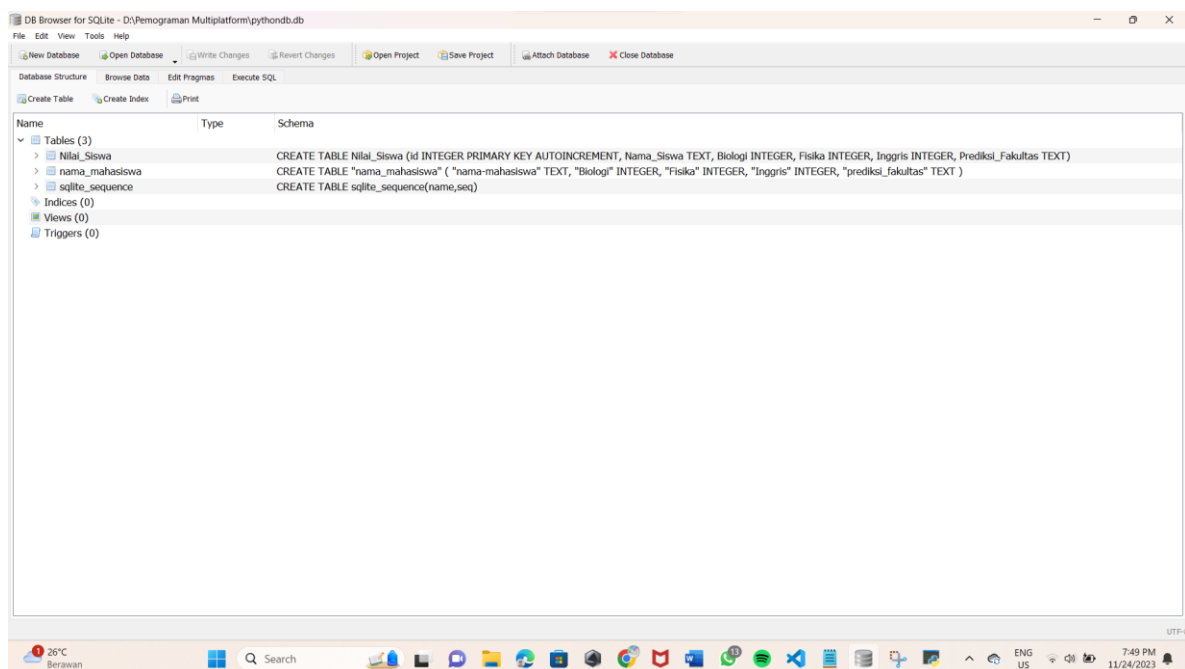 DB Browser for SQLite - D:\Pemograman Multiplatform\pythondb.db
File Edit View Tools Help
New Database Open Database Write Changes Revert Changes Open Project Save Project Attach Database Close Database
Database Structure Browse Data Edit Pragmas Execute SQL
Create Table Create Index Print
Name Type Schema
Tables (3)
Nilai_Siswa CREATE TABLE Nilai_Siswa (id INTEGER PRIMARY KEY AUTOINCREMENT, Nama_Siswa TEXT, Biologi INTEGER, Fisika INTEGER, Inggris INTEGER, Prediksi_Fakultas TEXT)
nama_mahasiswa CREATE TABLE "nama_mahasiswa" ( "nama-mahasiswa" TEXT, "Biologi" INTEGER, "Fisika" INTEGER, "Inggris" INTEGER, "prediksi_fakultas" TEXT )
sqlite_sequence CREATE TABLE sqlite_sequence(name,seq)
Indices (0)
Views (0)
Triggers (0)
1 26°C
Berawan
Search
13
ENG
US
7:49 PM
11/24/2023